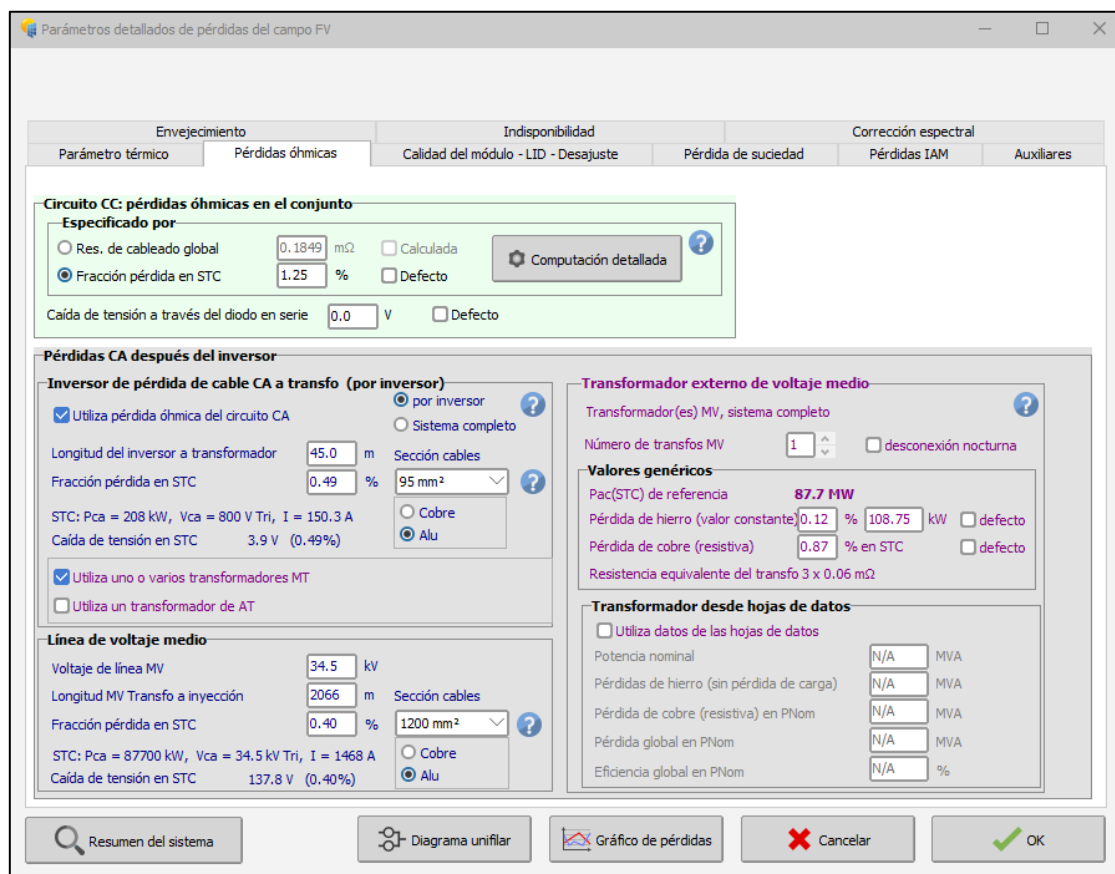 Parámetros detallados de pérdidas del campo FV
Envejecimiento Indisponibilidad Corrección espectral
Parámetro térmico Pérdidas óhmicas Calidad del módulo - LID - Desajuste Pérdida de suciedad Pérdidas IAM Auxiliares
Circuito CC: pérdidas óhmicas en el conjunto
Especificado por
Res. de cableado global 0.1849 mΩ Calculada
Computación detallada
Fracción pérdida en STC 1.25 % Defecto
Caída de tensión a través del diodo en serie 0.0 V Defecto
Pérdidas CA después del inversor
Inversor de pérdida de cable CA a transfo (por inversor)
Utiliza pérdida óhmica del circuito CA
por inversor
Sistema completo
Longitud del inversor a transformador 45.0 m Sección cables
Fracción pérdida en STC 0.49 % 95 mm²
STC: Pca = 208 kW, Vca = 800 V Tri, I = 150.3 A
Caída de tensión en STC 3.9 V (0.49%)
Cobre
Alu
Utiliza uno o varios transformadores MT
Utiliza un transformador de AT
Línea de voltaje medio
Voltaje de línea MV 34.5 kV
Longitud MV Transfo a inyección 2066 m Sección cables
Fracción pérdida en STC 0.40 % 1200 mm²
STC: Pca = 87700 kW, Vca = 34.5 kV Tri, I = 1468 A
Caída de tensión en STC 137.8 V (0.40%)
Cobre
Alu
Transformador externo de voltaje medio
Transformador(es) MV, sistema completo
Número de transfos MV 1 desconexión nocturna
Valores genéricos
Pac(STC) de referencia 87.7 MW
Pérdida de hierro (valor constante) 0.12 % 108.75 kW defecto
Pérdida de cobre (resistiva) 0.87 % en STC defecto
Resistencia equivalente del transfo 3 x 0.06 mΩ
Transformador desde hojas de datos
Utiliza datos de las hojas de datos
Potencia nominal N/A MVA
Pérdidas de hierro (sin pérdida de carga) N/A MVA
Pérdida de cobre (resistiva) en PNom N/A MVA
Pérdida global en PNom N/A MVA
Eficiencia global en PNom N/A %
Resumen del sistema Diagrama unifilar Gráfico de pérdidas Cancelar OK